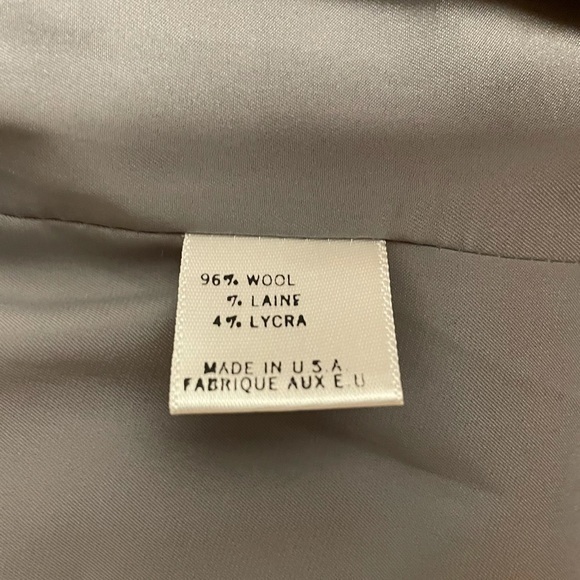 96% WOOL
% LAINE
4% LYCRA
MADE IN U.S.A
FABRIQUE AUX E.U